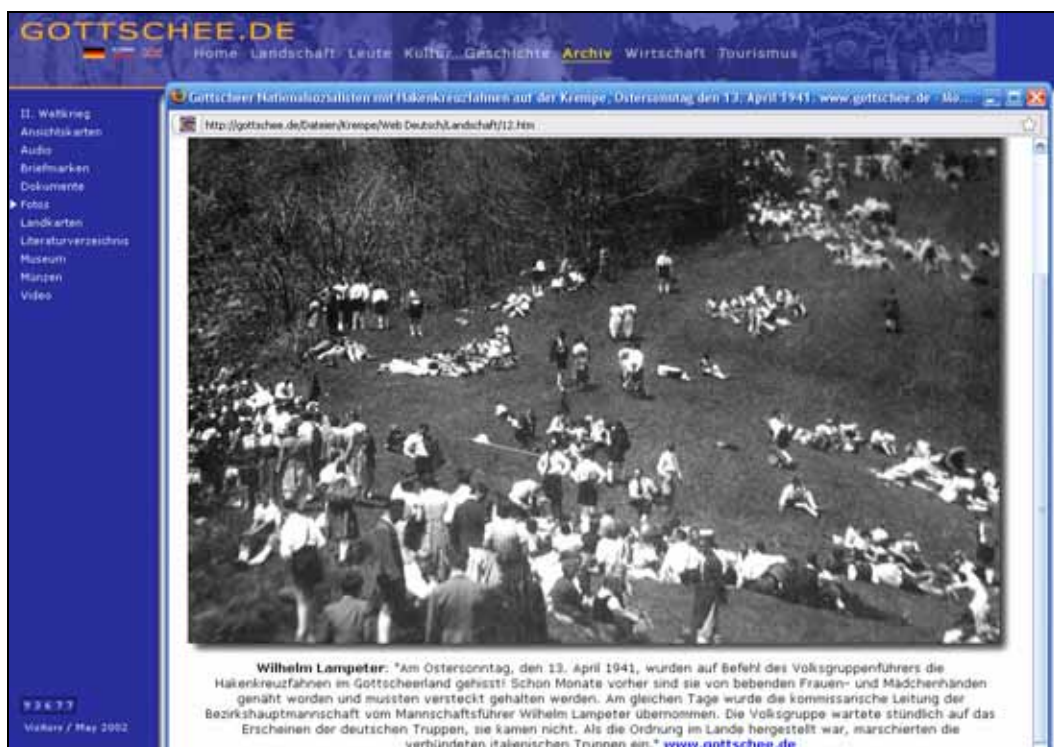 GOTTSCHEE.DE
Home Landschaft Leute Kultur Geschichte Archiv Wirtschaft Tourismus
Gottscheer Nationalsozialisten mit Hakenkreuzfahnen auf der Krempe, Ostersonntag den 13. April 1941, www.gottschee.de - Mo...
http://gottschee.de/Dateien/Krempe/Web Deutsch/Landschaft/12.htm
II. Weltkrieg
Ansichtskarten
Audio
Briefmarken
Dokumente
Fotos
Landkarten
Literaturverzeichnis
Museum
Münzen
Video
Wilhelm Lampeter: "Am Ostersonntag, den 13. April 1941, wurden auf Befehl des Volksgruppenführers die
Hakenkreuzfahnen im Gottscheerland gehisst! Schon Monate vorher sind sie von bebenden Frauen- und Mädchenhänden
genäht worden und mussten versteckt gehalten werden. Am gleichen Tage wurde die kommissarische Leitung der
Bezirkshauptmannschaft vom Mannschaftsführer Wilhelm Lampeter übernommen. Die Volksgruppe wartete stündlich auf das
Erscheinen der deutschen Truppen, sie kamen nicht. Als die Ordnung im Lande hergestellt war, marschierten die
verbündeten italienischen Truppen ein." www.gottschee.de
93677
Visitors / May 2002